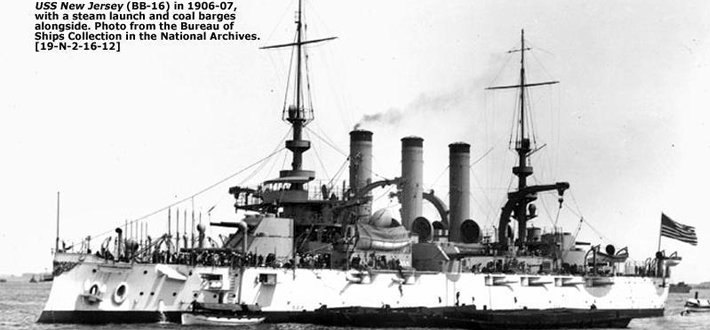 USS New Jersey (BB-16) in 1906-07,
with a steam launch and coal barges
alongside. Photo from the Bureau of
Ships Collection in the National Archives.
[19-N-2-16-12]